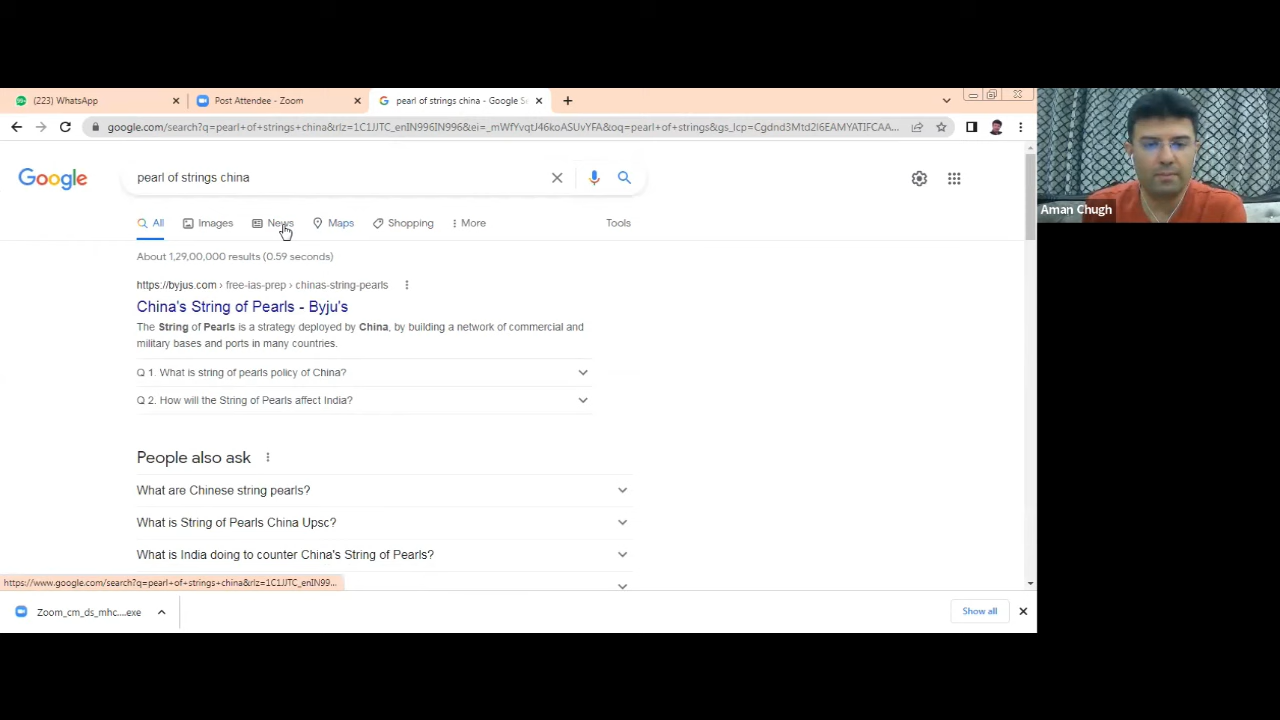 (223) WhatsApp
Post Attendee - Zoom
pearl of strings china - Google Se
google.com/search?q=pearl+of+strings+china&rlz=1C1JJTC_enIN996IN996&ei=_mWfYvqtJ46koASUvYFA&oq=pearl+of+strings&gs_lcp=Cgdnd3Mtd2l6EAMYATIFCAA...
Google
pearl of strings china
All
Images
News
Maps
Shopping
More
Tools
About 1,29,00,000 results (0.59 seconds)
https://byjus.com › free-ias-prep › chinas-string-pearls
China's String of Pearls - Byju's
The String of Pearls is a strategy deployed by China, by building a network of commercial and
military bases and ports in many countries.
Q 1. What is string of pearls policy of China?
Q 2. How will the String of Pearls affect India?
People also ask
What are Chinese string pearls?
What is String of Pearls China Upsc?
What is India doing to counter China's String of Pearls?
https://www.google.com/search?q=pearl+of+strings+china&rlz=1C1JJTC_enIN99...
Zoom_cm_ds_mhc....exe
Show all
Aman Chugh